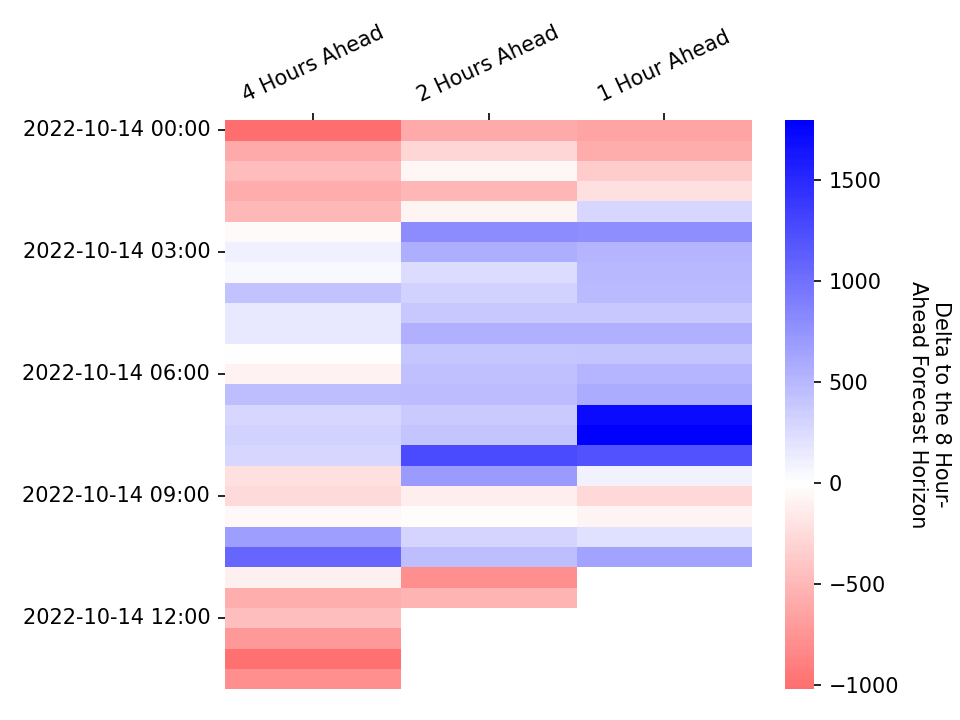 4 Hours Ahead
2 Hours Ahead
1 Hour Ahead
2022-10-14 00:00
2022-10-14 03:00
2022-10-14 06:00
2022-10-14 09:00
2022-10-14 12:00
1500
1000
500
0
−500
−1000
Delta to the 8 Hour-
Ahead Forecast Horizon